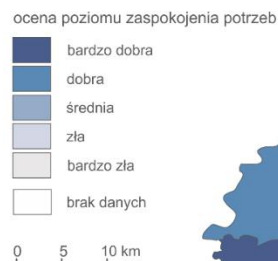 ocena poziomu zaspokojenia potrzeb
bardzo dobra
dobra
średnia
zła
bardzo zła
brak danych
0 5 10 km